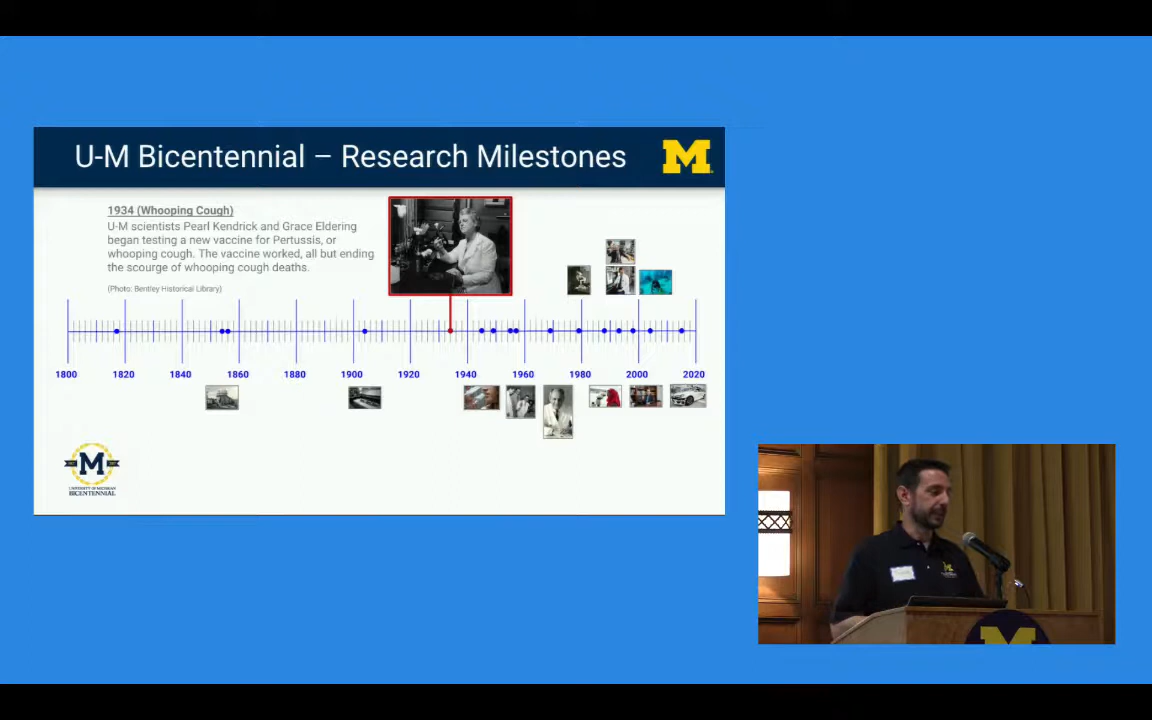 U-M Bicentennial – Research Milestones
M
1934 (Whooping Cough)
U-M scientists Pearl Kendrick and Grace Eldering
began testing a new vaccine for Pertussis, or
whooping cough. The vaccine worked, all but ending
the scourge of whooping cough deaths.
(Photo: Bentley Historical Library)
1800 1820 1840 1860 1880 1900 1920 1940 1960 1980 2000 2020
M
UNIVERSITY OF MICHIGAN
BICENTENNIAL
M